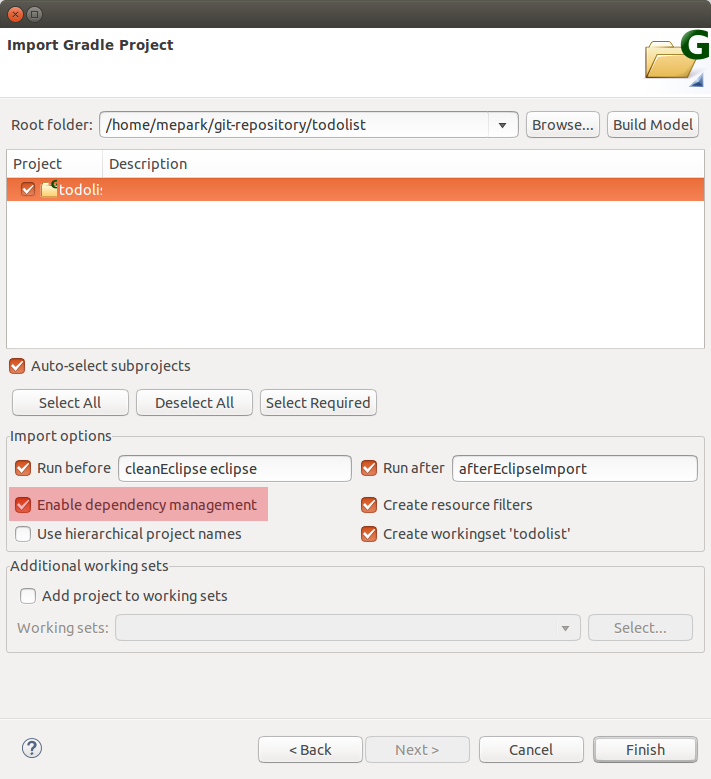 Import Gradle Project
G
Root folder: /home/mepark/git-repository/todolist Browse... Build Model
Project Description
G todolis
Auto-select subprojects
Select All Deselect All Select Required
Import options
Run before cleanEclipse eclipse Run after afterEclipseImport
Enable dependency management Create resource filters
Use hierarchical project names Create workingset 'todolist'
Additional working sets
Add project to working sets
Working sets: Select...
? < Back Next > Cancel Finish